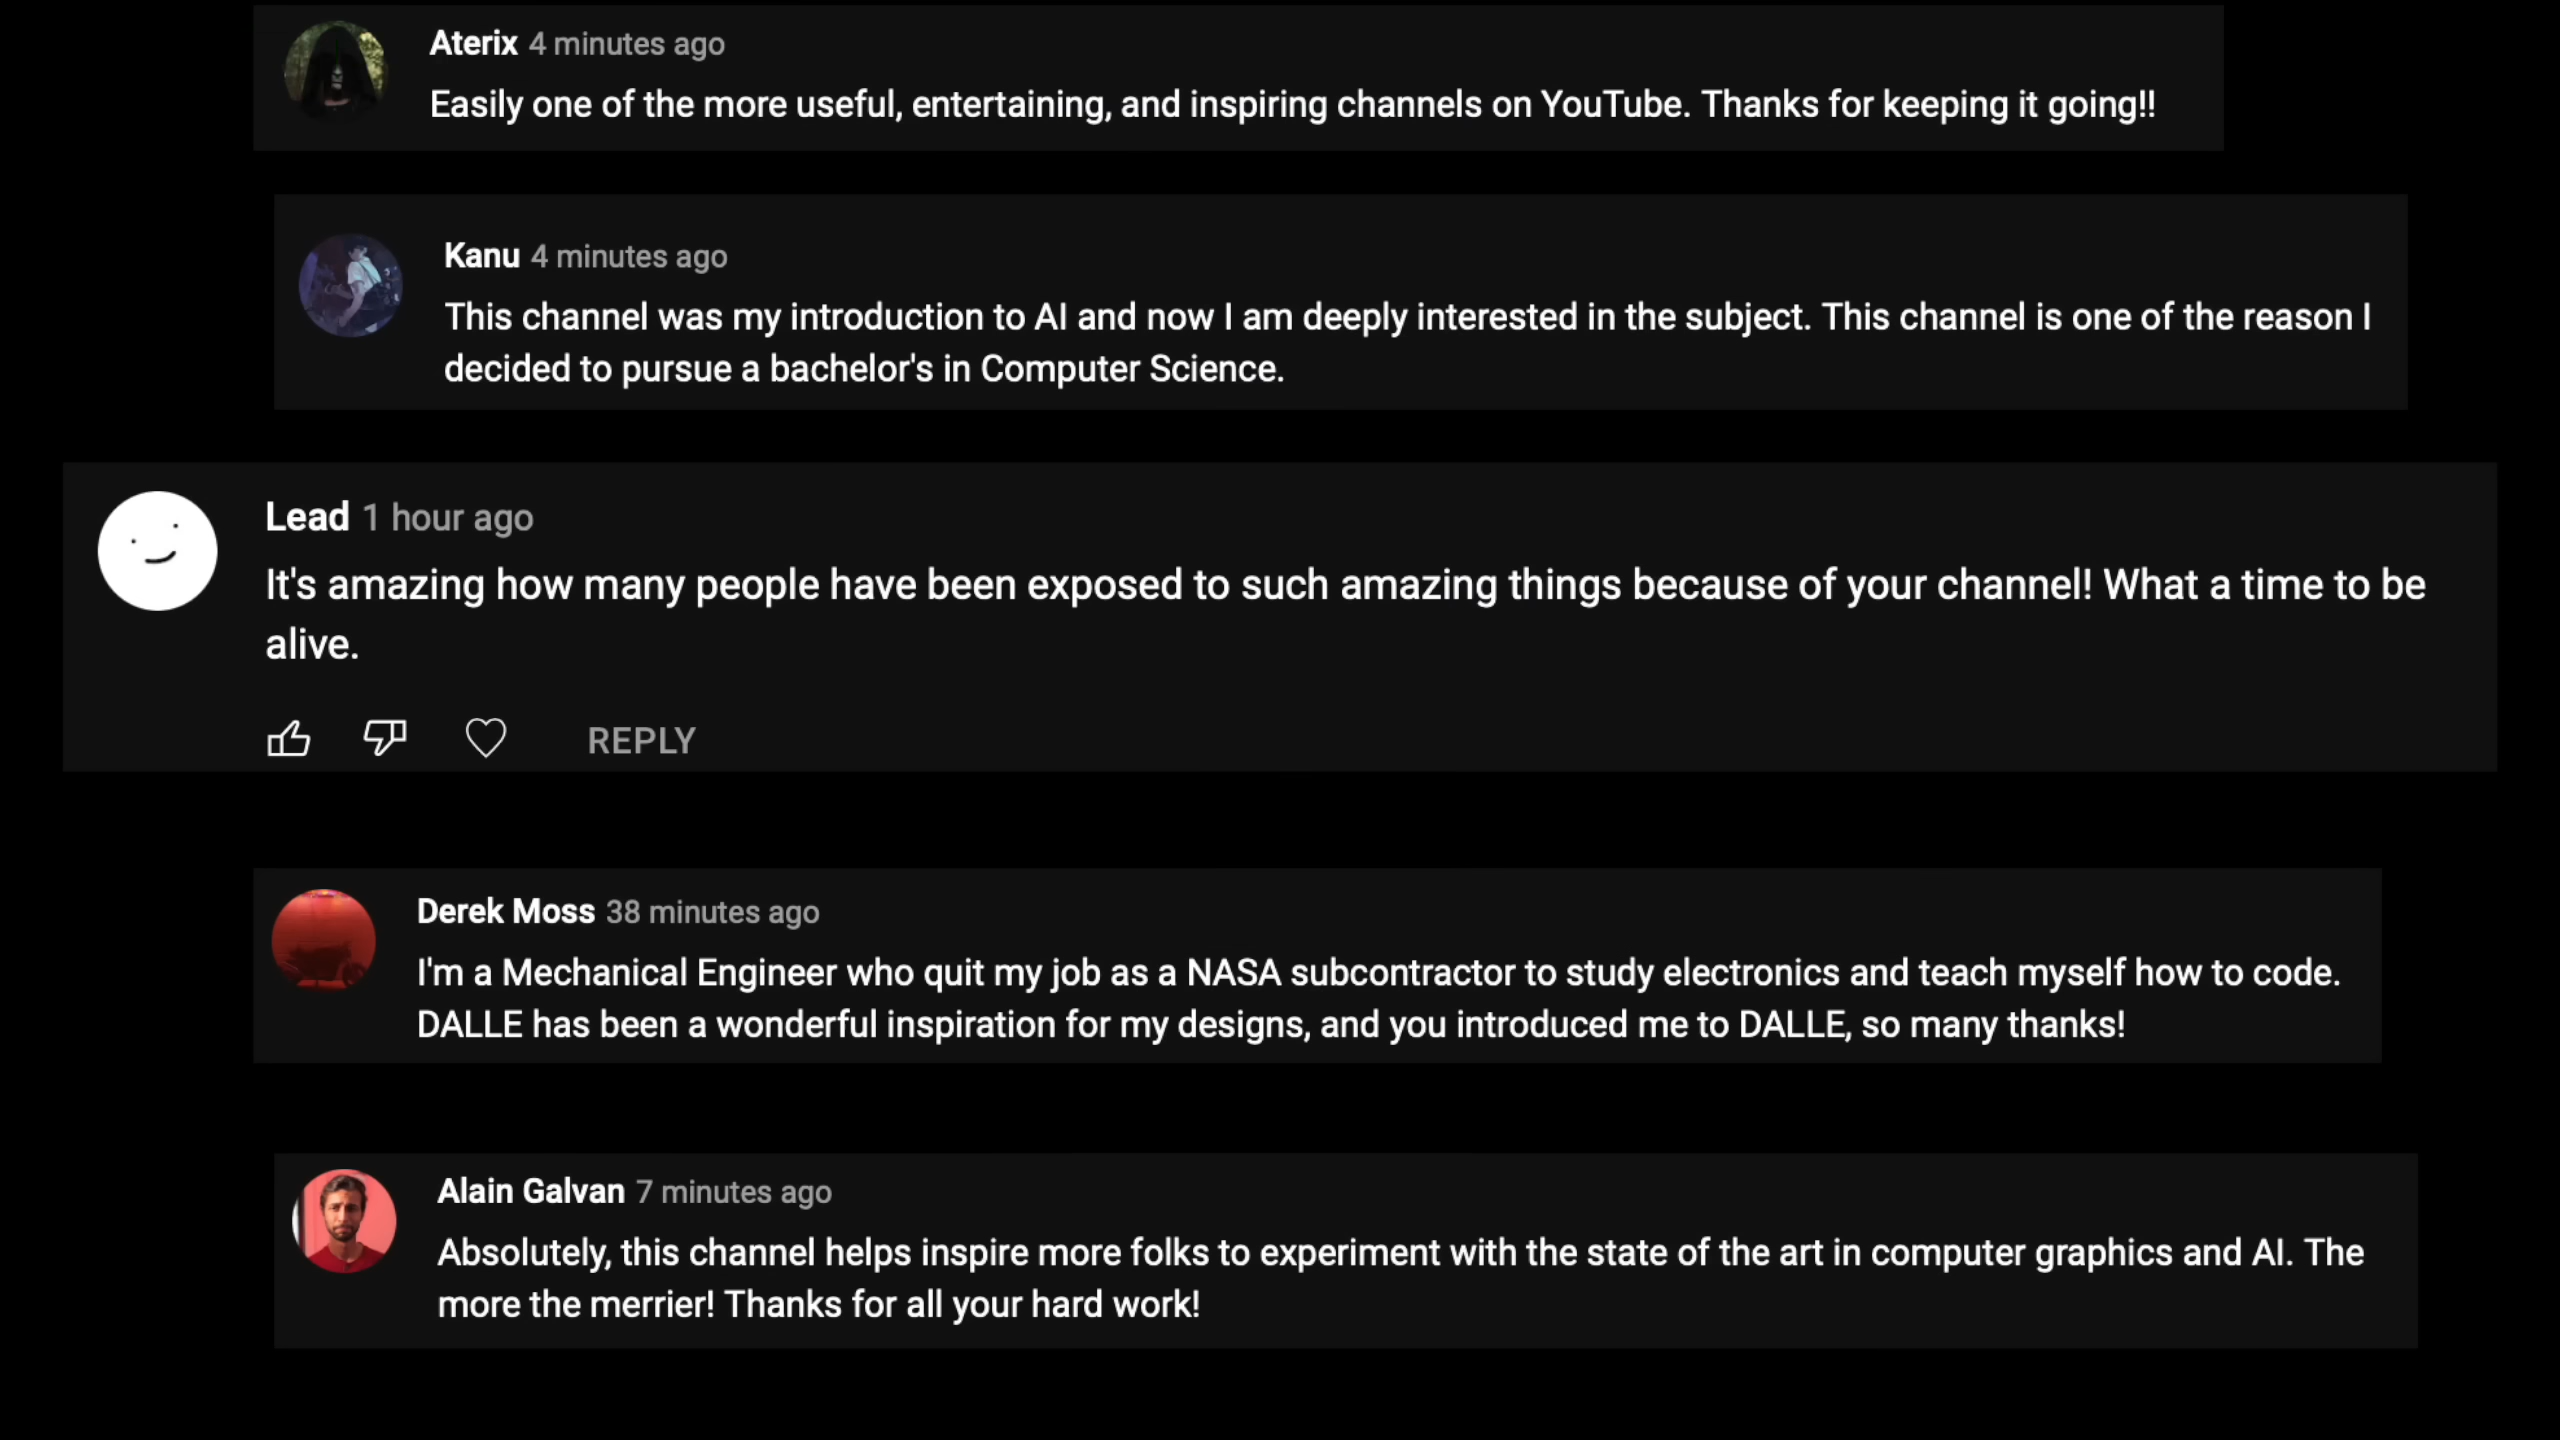 Aterix 4 minutes ago
Easily one of the more useful, entertaining, and inspiring channels on YouTube. Thanks for keeping it going!!
Kanu 4 minutes ago
This channel was my introduction to AI and now I am deeply interested in the subject. This channel is one of the reason I
decided to pursue a bachelor's in Computer Science.
Lead 1 hour ago
It's amazing how many people have been exposed to such amazing things because of your channel! What a time to be
alive.
REPLY
Derek Moss 38 minutes ago
I'm a Mechanical Engineer who quit my job as a NASA subcontractor to study electronics and teach myself how to code.
DALLE has been a wonderful inspiration for my designs, and you introduced me to DALLE, so many thanks!
Alain Galvan 7 minutes ago
Absolutely, this channel helps inspire more folks to experiment with the state of the art in computer graphics and AI. The
more the merrier! Thanks for all your hard work!